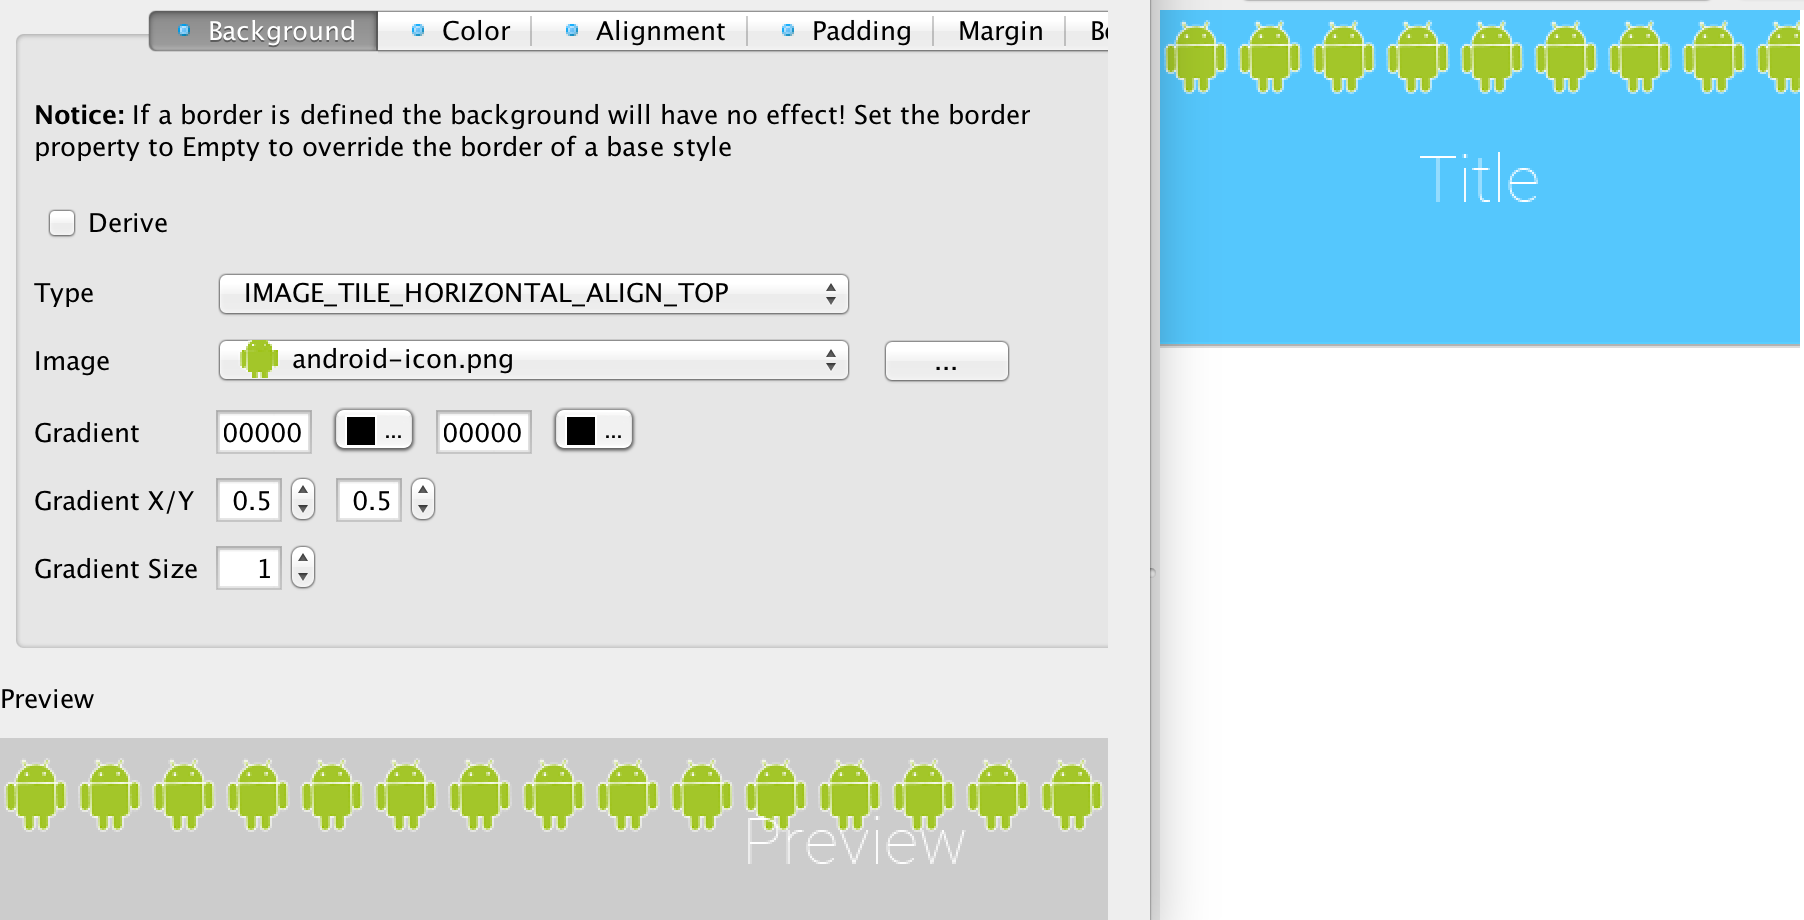 Background Color Alignment Padding Margin
Notice: If a border is defined the background will have no effect! Set the border
property to Empty to override the border of a base style
Derive
Type IMAGE_TILE_HORIZONTAL_ALIGN_TOP
Image android-icon.png ...
Gradient 00000 ... 00000 ...
Gradient X/Y 0.5 0.5
Gradient Size 1
Preview
Preview
Title